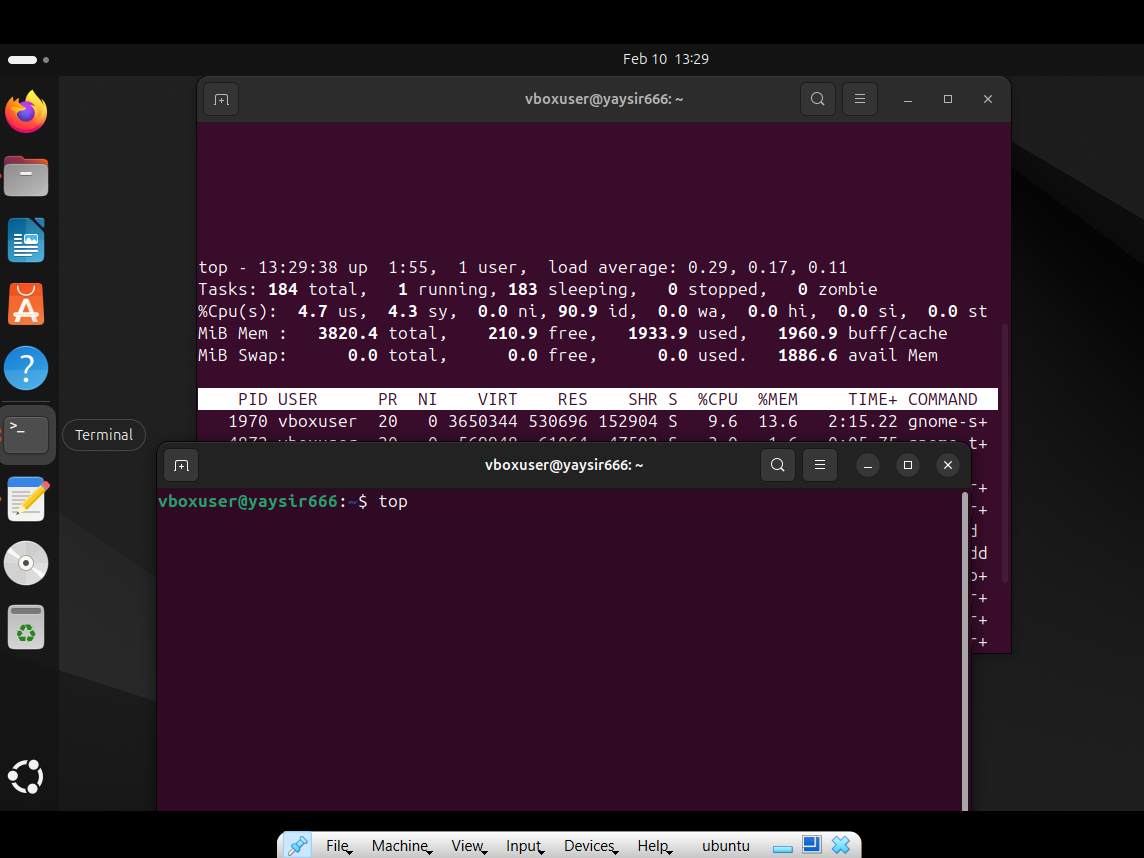 Feb 10 13:29
vboxuser@yaysir666: ~
top - 13:29:38 up  1:55,  1 user,  load average: 0.29, 0.17, 0.11
Tasks: 184 total,   1 running, 183 sleeping,   0 stopped,   0 zombie
%Cpu(s):  4.7 us,  4.3 sy,  0.0 ni, 90.9 id,  0.0 wa,  0.0 hi,  0.0 si,  0.0 st
MiB Mem :   3820.4 total,    210.9 free,   1933.9 used,   1960.9 buff/cache
MiB Swap:      0.0 total,      0.0 free,      0.0 used.   1886.6 avail Mem
PID USER      PR  NI    VIRT    RES    SHR S  %CPU  %MEM     TIME+ COMMAND
1970 vboxuser  20   0 3650344 530696 152904 S   9.6  13.6   2:15.22 gnome-s+
Terminal
vboxuser@yaysir666: ~
vboxuser@yaysir666:~$ top
File Machine View Input Devices Help ubuntu